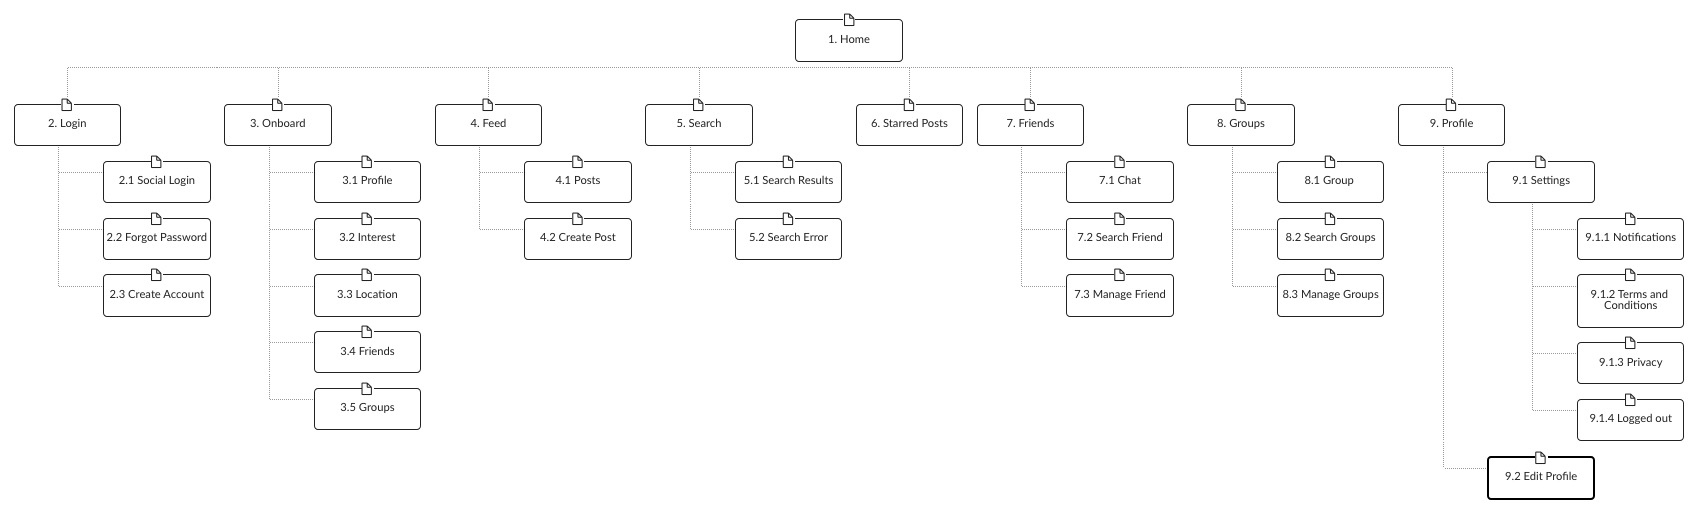 1. Home
2. Login
2.1 Social Login
2.2 Forgot Password
2.3 Create Account
3. Onboard
3.1 Profile
3.2 Interest
3.3 Location
3.4 Friends
3.5 Groups
4. Feed
4.1 Posts
4.2 Create Post
5. Search
5.1 Search Results
5.2 Search Error
6. Starred Posts
7. Friends
7.1 Chat
7.2 Search Friend
7.3 Manage Friend
8. Groups
8.1 Group
8.2 Search Groups
8.3 Manage Groups
9. Profile
9.1 Settings
9.1.1 Notifications
9.1.2 Terms and
Conditions
9.1.3 Privacy
9.1.4 Logged out
9.2 Edit Profile